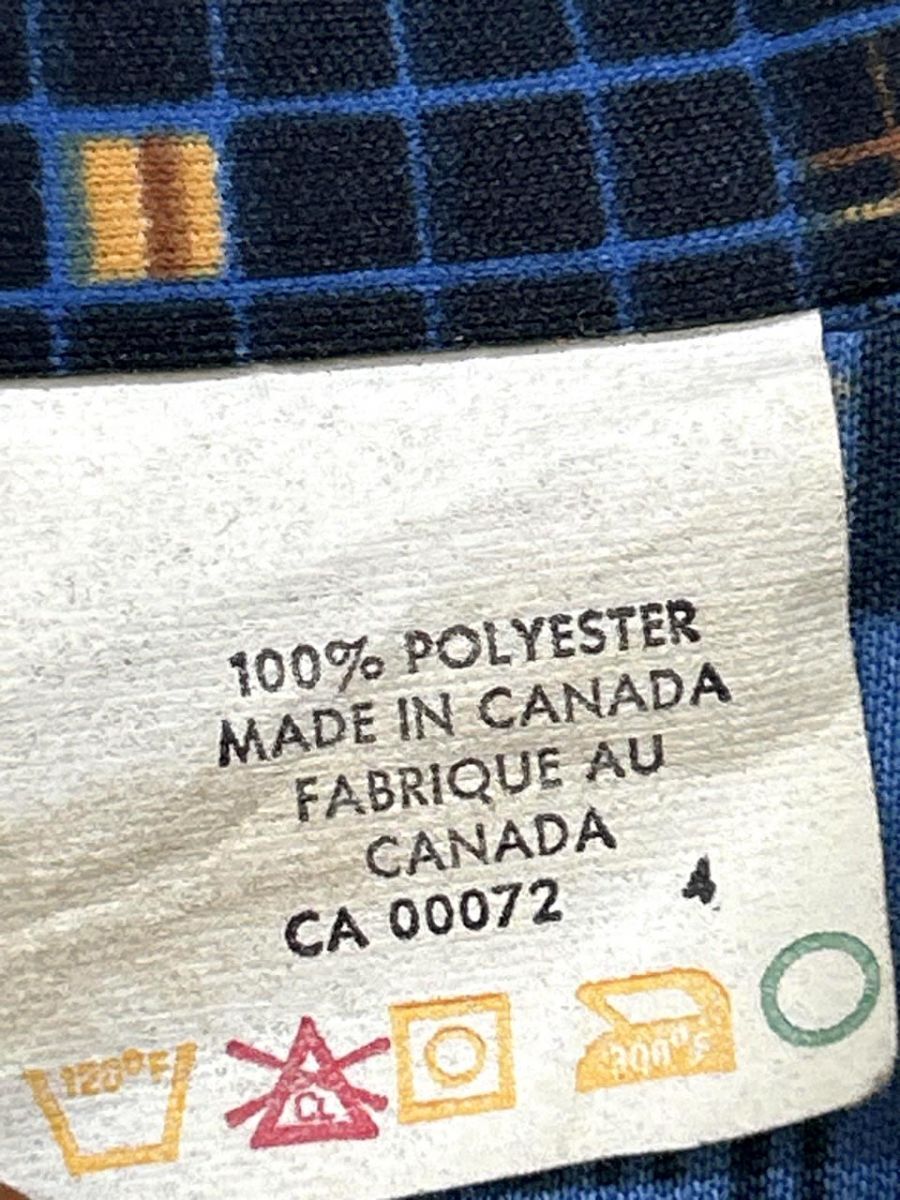 100% POLYESTER
MADE IN CANADA
FABRIQUE AU
CANADA
CA 00072 4
120°F CL 300°F